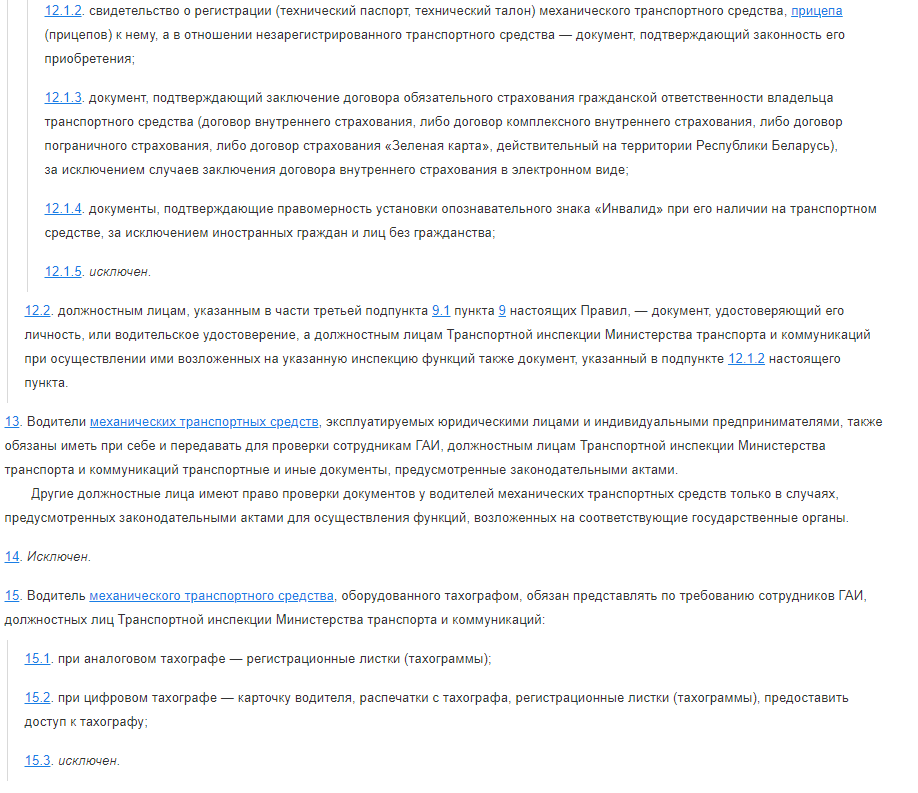 12.1.2. свидетельство о регистрации (технический паспорт, технический талон) механического транспортного средства, прицепа
(прицепов) к нему, а в отношении незарегистрированного транспортного средства — документ, подтверждающий законность его
приобретения;
12.1.3. документ, подтверждающий заключение договора обязательного страхования гражданской ответственности владельца
транспортного средства (договор внутреннего страхования, либо договор комплексного внутреннего страхования, либо договор
пограничного страхования, либо договор страхования «Зеленая карта», действительный на территории Республики Беларусь),
за исключением случаев заключения договора внутреннего страхования в электронном виде;
12.1.4. документы, подтверждающие правомерность установки опознавательного знака «Инвалид» при его наличии на транспортном
средстве, за исключением иностранных граждан и лиц без гражданства;
12.1.5. исключен.
12.2. должностным лицам, указанным в части третьей подпункта 9.1 пункта 9 настоящих Правил, — документ, удостоверяющий его
личность, или водительское удостоверение, а должностным лицам Транспортной инспекции Министерства транспорта и коммуникаций
при осуществлении ими возложенных на указанную инспекцию функций также документ, указанный в подпункте 12.1.2 настоящего
пункта.
13. Водители механических транспортных средств, эксплуатируемых юридическими лицами и индивидуальными предпринимателями, также
обязаны иметь при себе и передавать для проверки сотрудникам ГАИ, должностным лицам Транспортной инспекции Министерства
транспорта и коммуникаций транспортные и иные документы, предусмотренные законодательными актами.
Другие должностные лица имеют право проверки документов у водителей механических транспортных средств только в случаях,
предусмотренных законодательными актами для осуществления функций, возложенных на соответствующие государственные органы.
14. Исключен.
15. Водитель механического транспортного средства, оборудованного тахографом, обязан представлять по требованию сотрудников ГАИ,
должностных лиц Транспортной инспекции Министерства транспорта и коммуникаций:
15.1. при аналоговом тахографе — регистрационные листки (тахограммы);
15.2. при цифровом тахографе — карточку водителя, распечатки с тахографа, регистрационные листки (тахограммы), предоставить
доступ к тахографу;
15.3. исключен.